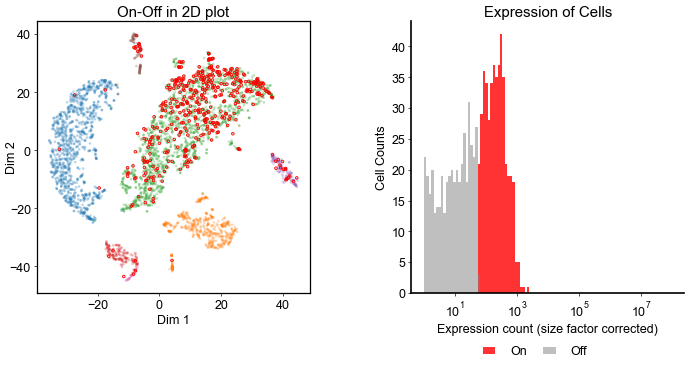 On-Off in 2D plot
Expression of Cells
40
20
0
−20
−40
Dim 2
−20 0 20 40
Dim 1
40
35
30
25
20
15
10
5
0
Cell Counts
10^1 10^3 10^5 10^7
Expression count (size factor corrected)
On Off